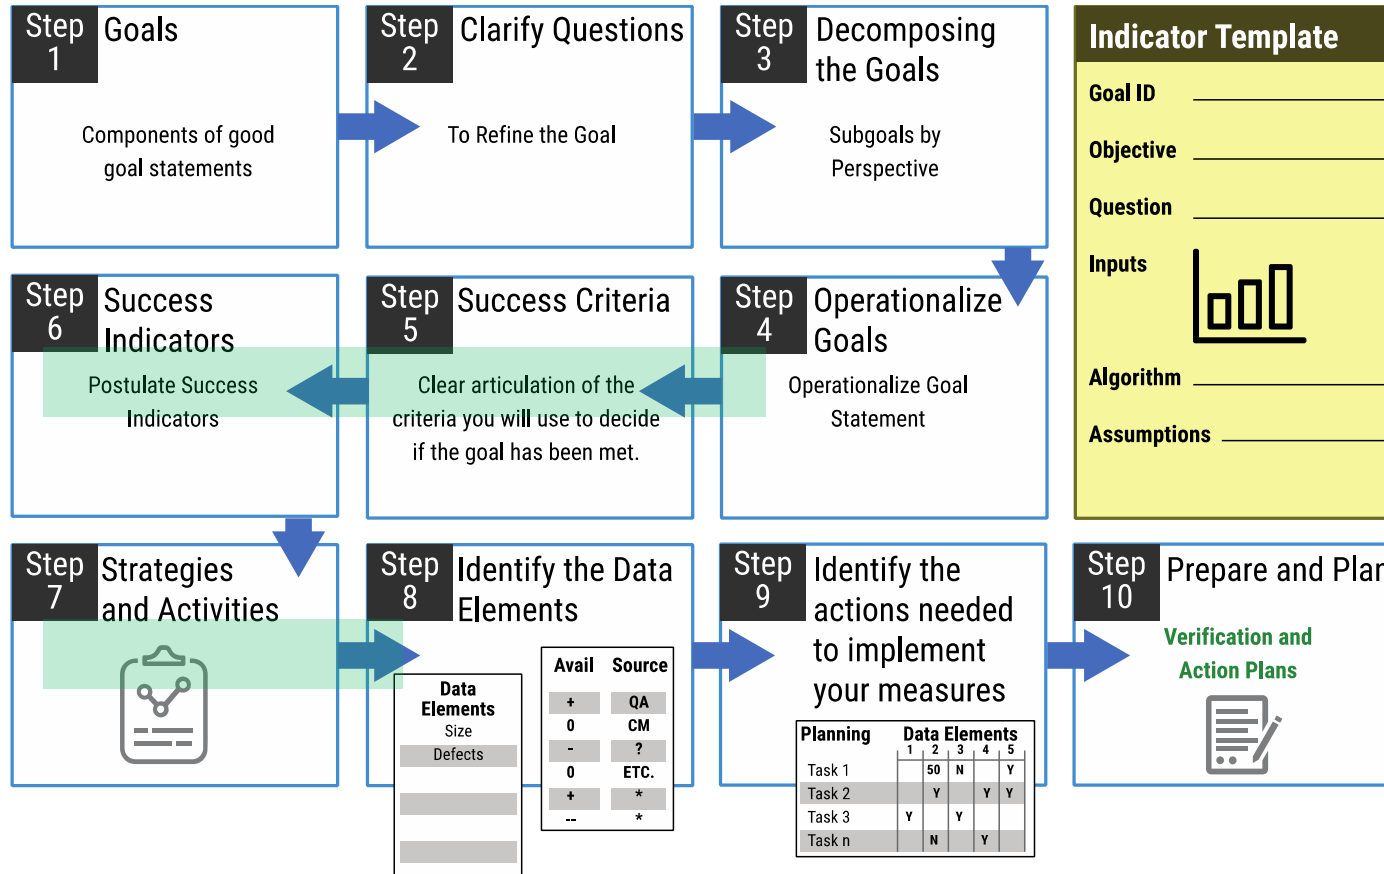 Step 1
Goals
Components of good
goal statements
Step 2
Clarify Questions
To Refine the Goal
Step 3
Decomposing
the Goals
Subgoals by
Perspective
Indicator Template
Goal ID
Objective
Question
Inputs
Algorithm
Assumptions
Step 6
Success
Indicators
Postulate Success
Indicators
Step 5
Success Criteria
Clear articulation of the
criteria you will use to decide
if the goal has been met.
Step 4
Operationalize
Goals
Operationalize Goal
Statement
Step 7
Strategies
and Activities
Step 8
Identify the Data
Elements
Data
Elements
Size
Defects
Avail Source
+ QA
0 CM
- ?
0 ETC.
+ *
-- *
Step 9
Identify the
actions needed
to implement
your measures
Planning Data Elements
1 2 3 4 5
Task 1 50 N Y
Task 2 Y Y Y
Task 3 Y Y
Task n N Y
Step 10
Prepare and Plan
Verification and
Action Plans